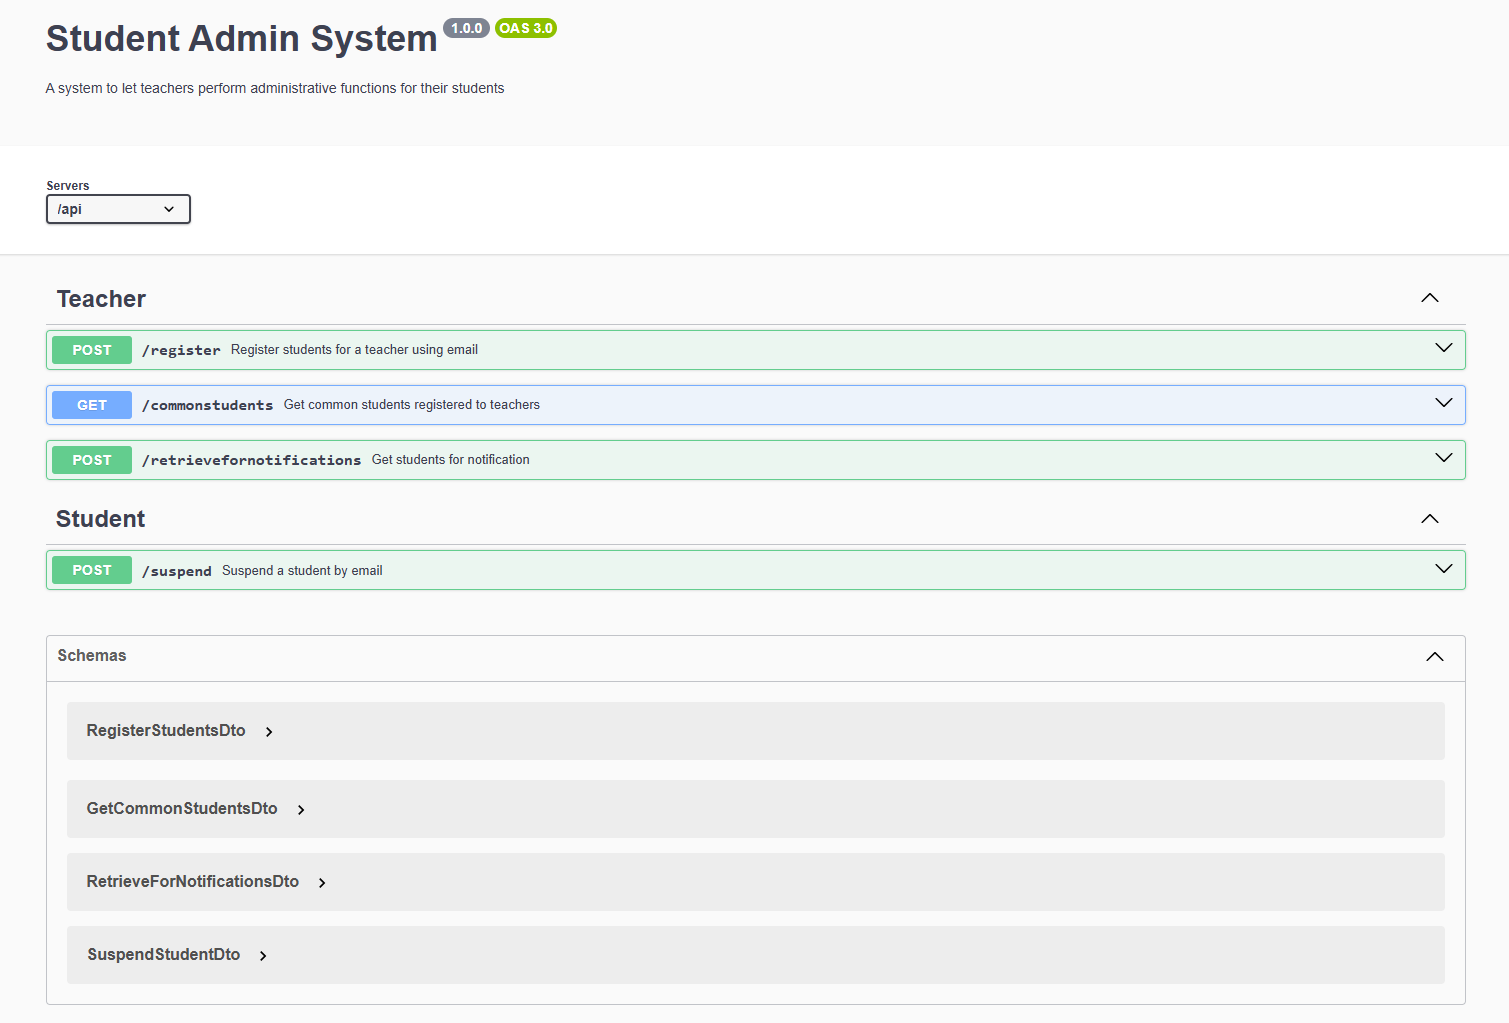 Student Admin System 1.0.0 OAS 3.0
A system to let teachers perform administrative functions for their students
Servers
/api
Teacher
POST /register Register students for a teacher using email
GET /commonstudents Get common students registered to teachers
POST /retrievefornotifications Get students for notification
Student
POST /suspend Suspend a student by email
Schemas
RegisterStudentsDto
GetCommonStudentsDto
RetrieveForNotificationsDto
SuspendStudentDto